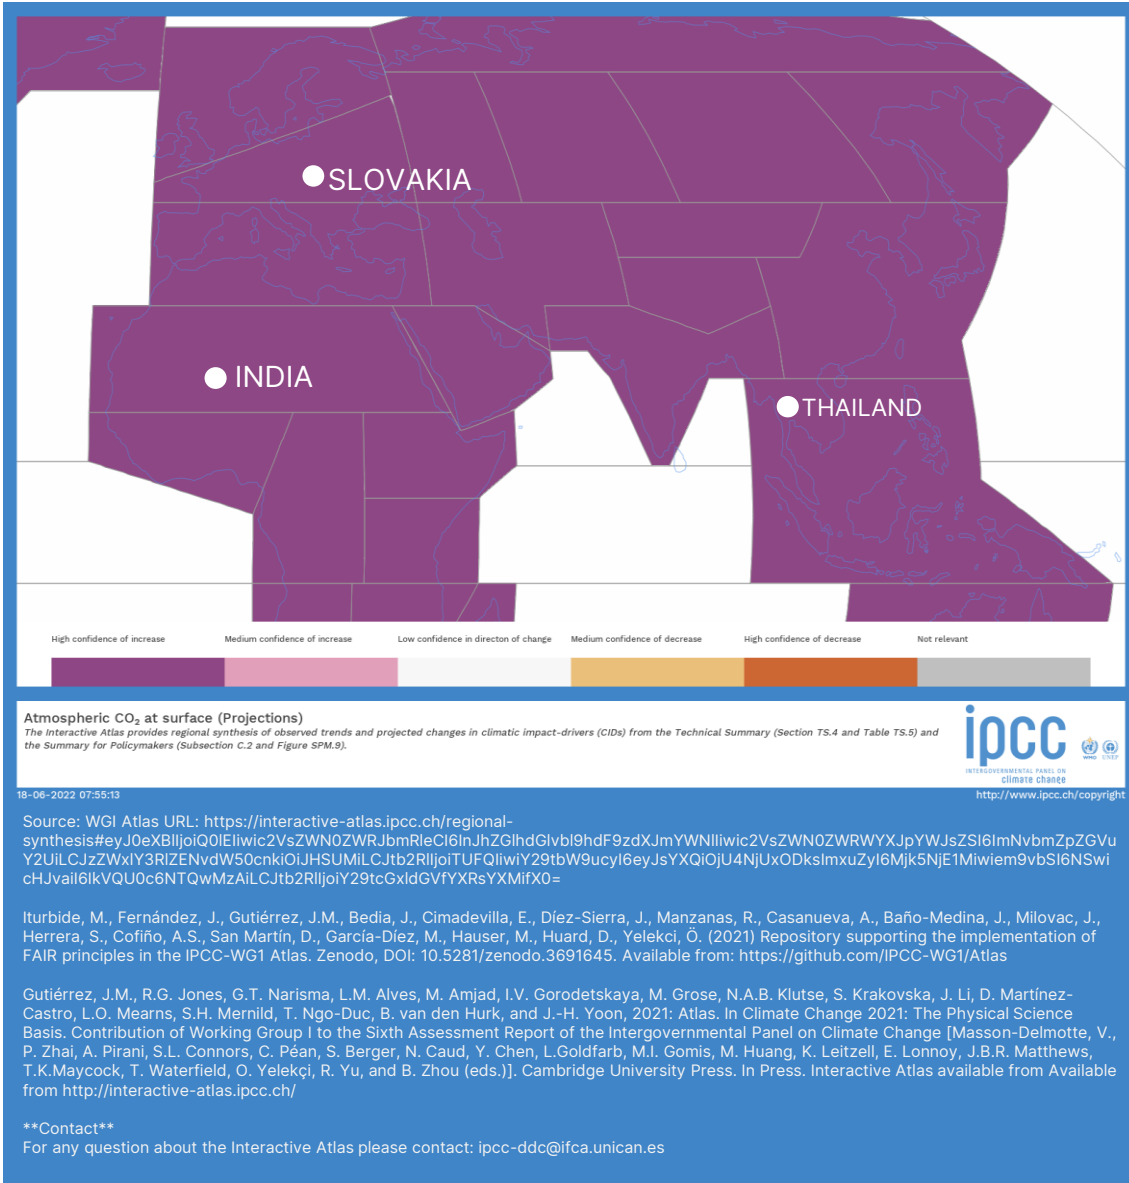 SLOVAKIA
INDIA
THAILAND
High confidence of increase
Medium confidence of increase
Low confidence in directon of change
Medium confidence of decrease
High confidence of decrease
Not relevant
Atmospheric CO₂ at surface (Projections)
The Interactive Atlas provides regional synthesis of observed trends and projected changes in climatic impact-drivers (CIDs) from the Technical Summary (Section TS.4 and Table TS.5) and
the Summary for Policymakers (Subsection C.2 and Figure SPM.9).
ipcc
INTERGOVERNMENTAL PANEL ON
climate change
WMO
UNEP
18-06-2022 07:55:13
http://www.ipcc.ch/copyright
Source: WGI Atlas URL: https://interactive-atlas.ipcc.ch/regional-
synthesis#eyJ0eXBlIjoiQ0lEIiwic2VsZWN0ZWRJbmRleCI6InJhZGlhdGlvbl9hdF9zdXJmYWNlIiwic2VsZWN0ZWRWYXJpYWJsZSI6ImNvbmZpZGVu
Y2UiLCJzZWxlY3RlZENvdW50cnkiOiJHSUMiLCJtb2RlIjoiTUFQIiwiY29tbW9ucyI6eyJsYXQiOjU4NjUxODksImxuZyI6Mjk5NjE1Miwiem9vbSI6NSwi
cHJvaiI6IkVQU0c6NTQwMzAiLCJtb2RlIjoiY29tcGxldGVfYXRsYXMifX0=
Iturbide, M., Fernández, J., Gutiérrez, J.M., Bedia, J., Cimadevilla, E., Díez-Sierra, J., Manzanas, R., Casanueva, A., Baño-Medina, J., Milovac, J.,
Herrera, S., Cofiño, A.S., San Martín, D., García-Díez, M., Hauser, M., Huard, D., Yelekci, Ö. (2021) Repository supporting the implementation of
FAIR principles in the IPCC-WG1 Atlas. Zenodo, DOI: 10.5281/zenodo.3691645. Available from: https://github.com/IPCC-WG1/Atlas
Gutiérrez, J.M., R.G. Jones, G.T. Narisma, L.M. Alves, M. Amjad, I.V. Gorodetskaya, M. Grose, N.A.B. Klutse, S. Krakovska, J. Li, D. Martínez-
Castro, L.O. Mearns, S.H. Mernild, T. Ngo-Duc, B. van den Hurk, and J.-H. Yoon, 2021: Atlas. In Climate Change 2021: The Physical Science
Basis. Contribution of Working Group I to the Sixth Assessment Report of the Intergovernmental Panel on Climate Change [Masson-Delmotte, V.,
P. Zhai, A. Pirani, S.L. Connors, C. Péan, S. Berger, N. Caud, Y. Chen, L.Goldfarb, M.I. Gomis, M. Huang, K. Leitzell, E. Lonnoy, J.B.R. Matthews,
T.K.Maycock, T. Waterfield, O. Yelekçi, R. Yu, and B. Zhou (eds.)]. Cambridge University Press. In Press. Interactive Atlas available from Available
from http://interactive-atlas.ipcc.ch/
**Contact**
For any question about the Interactive Atlas please contact: ipcc-ddc@ifca.unican.es